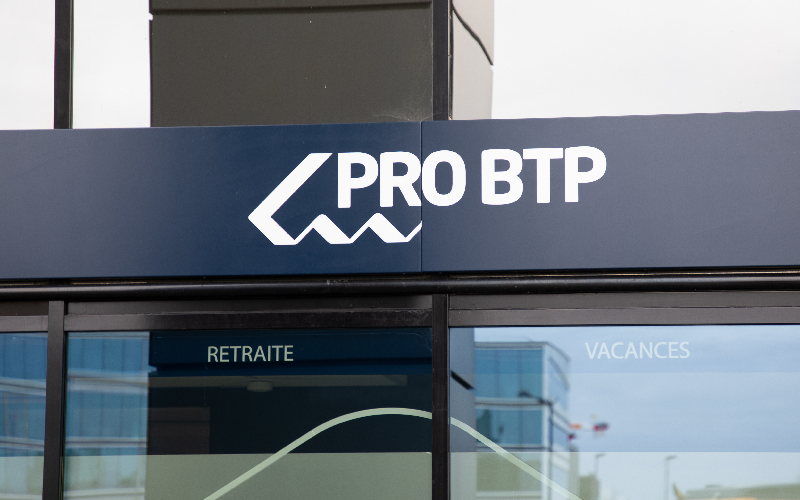 PRO BTP
RETRAITE
VACANCES